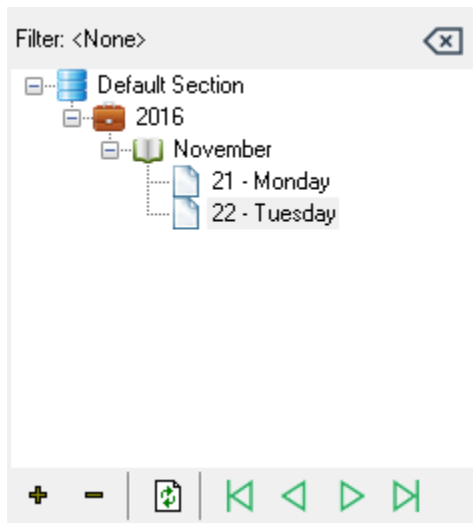 Filter: <None>
Default Section
2016
November
21 - Monday
22 - Tuesday